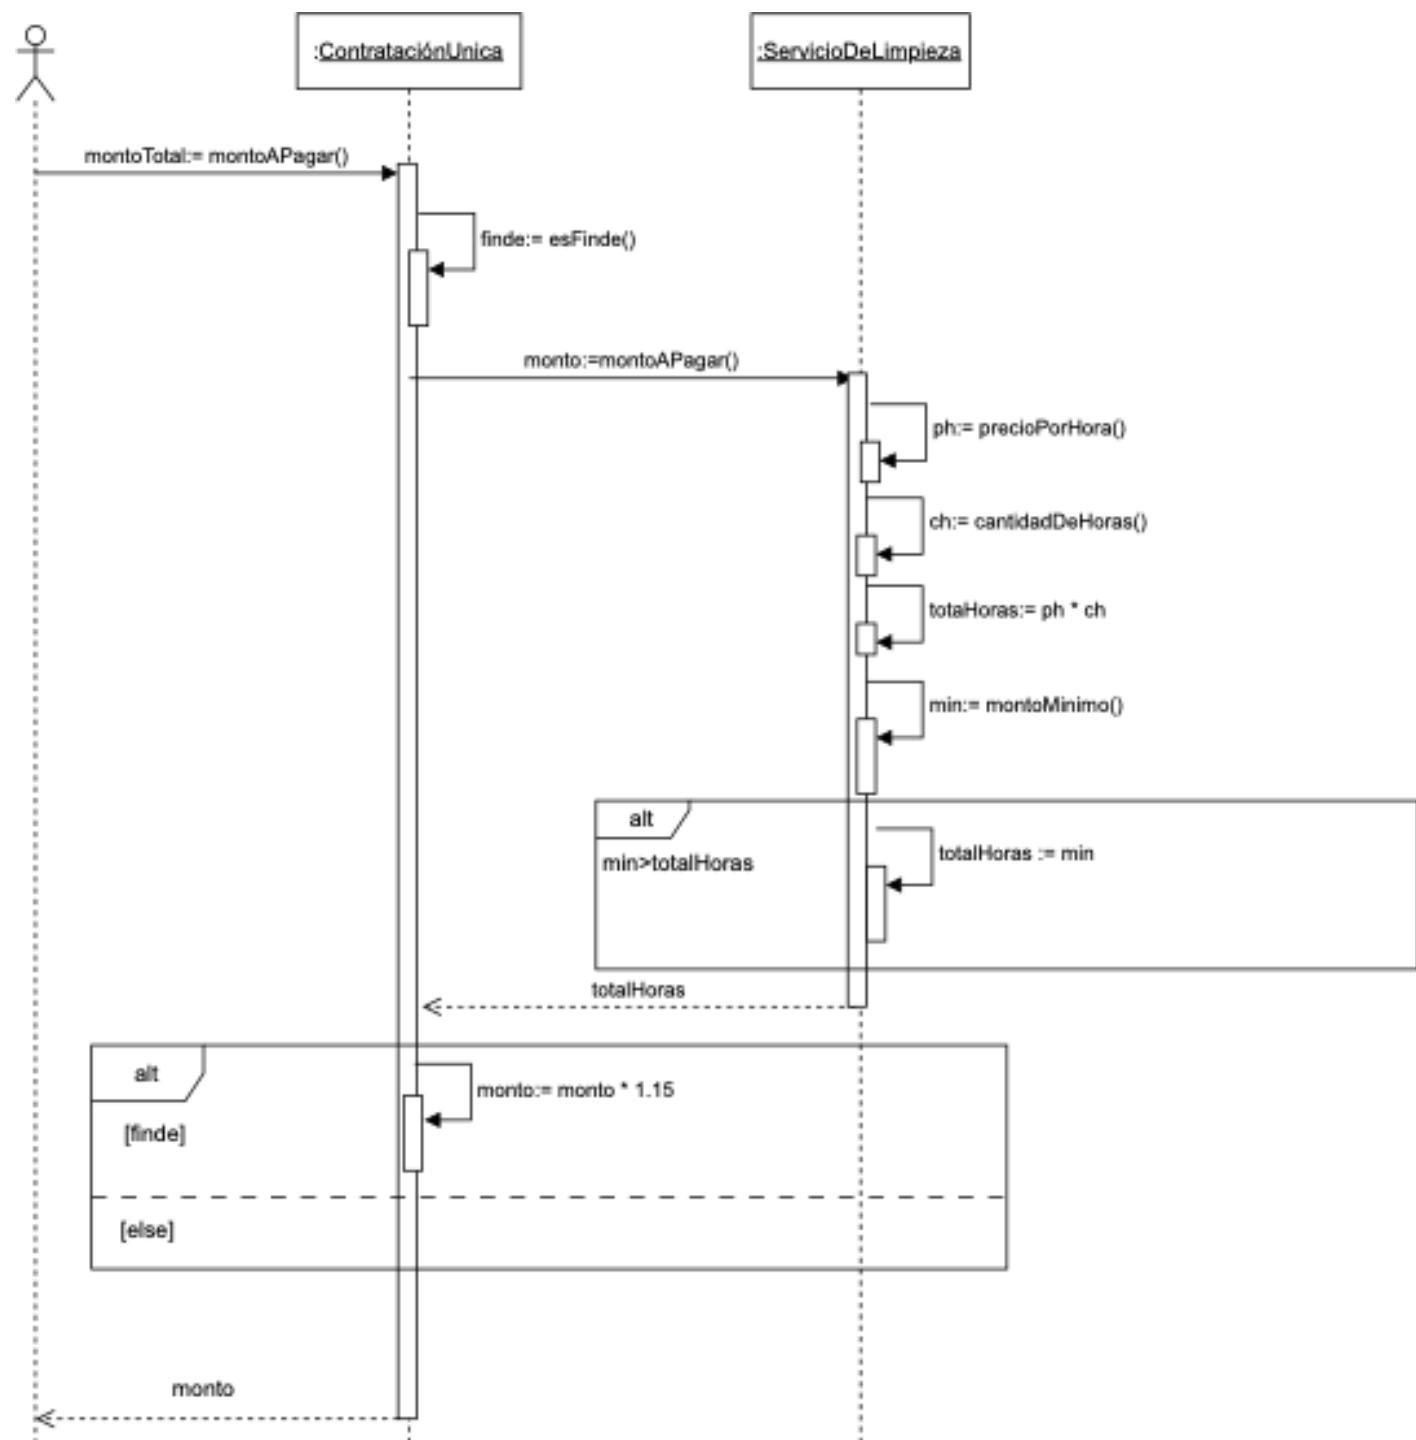 :ContrataciónUnica
:ServicioDeLimpieza
montoTotal:= montoAPagar()
finde:= esFinde()
monto:=montoAPagar()
ph:= precioPorHora()
ch:= cantidadDeHoras()
totaHoras:= ph * ch
min:= montoMinimo()
alt
min>totalHoras
totalHoras := min
totalHoras
alt
monto:= monto * 1.15
[finde]
[else]
monto